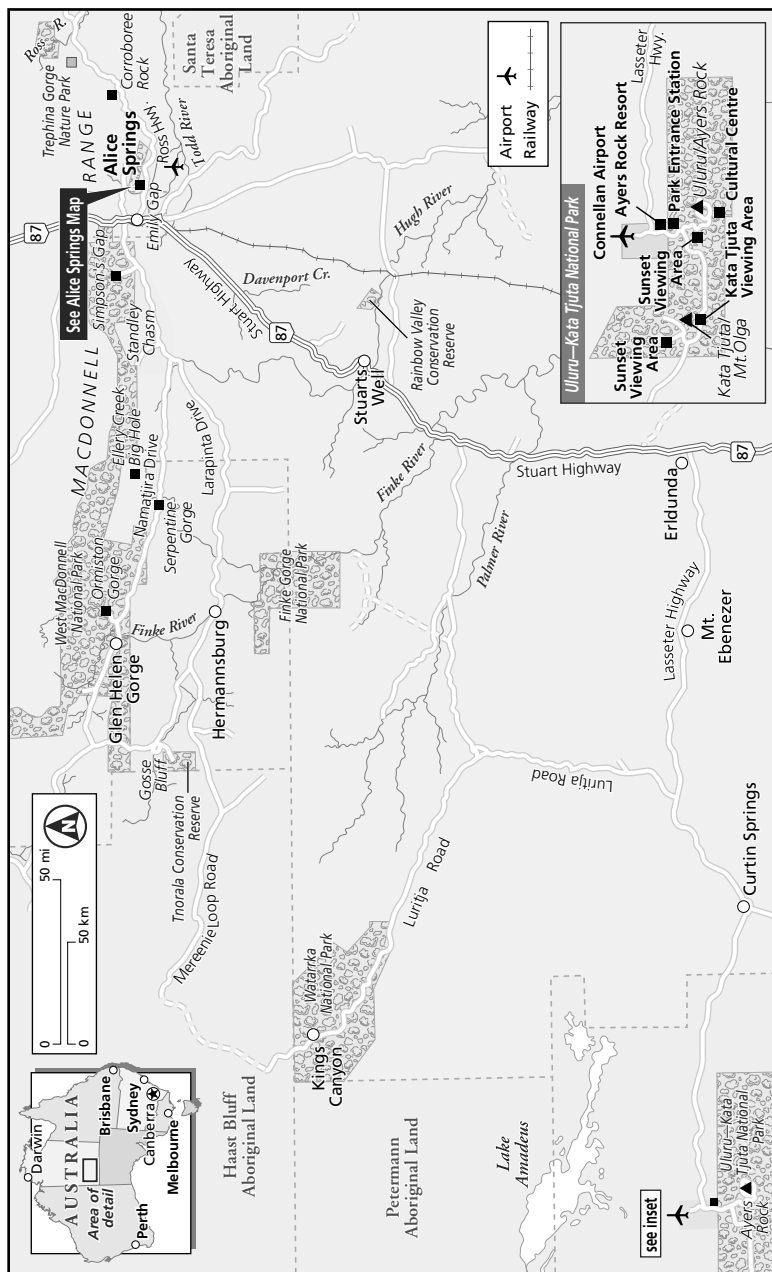 Darwin
AUSTRALIA
Area of
detail
Brisbane
Sydney
Canberra
Melbourne
Perth
0
50 mi
0
50 km
N
87
MACDONNELL
RANGE
See Alice Springs Map
Alice
Springs
Trephina Gorge
Nature Park
Ross R.
Corroboree
Rock
Santa
Teresa
Aboriginal
Land
Ross Hwy.
Todd River
Emily Gap
Simpson's Gap
Standley
Chasm
Ellery Creek
Big Hole
Namatjira Drive
Larapinta Drive
Serpentine
Gorge
West MacDonnell
National Park
Ormiston
Gorge
Glen Helen
Gorge
Finke River
Hermannsburg
Gosse
Bluff
Tnorala Conservation
Reserve
Mereenie Loop Road
Finke Gorge
National Park
Stuart Highway
87
Davenport Cr.
Hugh River
Rainbow Valley
Conservation
Reserve
Stuarts
Well
Finke River
Palmer River
Stuart Highway
87
Haast Bluff
Aboriginal Land
Kings
Canyon
Watarrka
National Park
Luritja Road
Luritja Road
Petermann
Aboriginal Land
Lake
Amadeus
Erldunda
Lasseter Highway
Mt.
Ebenezer
Curtin Springs
see inset
Ayers
Rock
Uluru—Kata
Tjuta National
Park
Airport
Railway
Uluru—Kata Tjuta National Park
Lasseter
Hwy.
Connellan Airport
Ayers Rock Resort
Park Entrance Station
Uluru/Ayers Rock
Cultural Centre
Sunset
Viewing
Area
Sunset
Viewing
Area
Kata Tjuta
Viewing Area
Kata Tjuta/
Mt. Olga